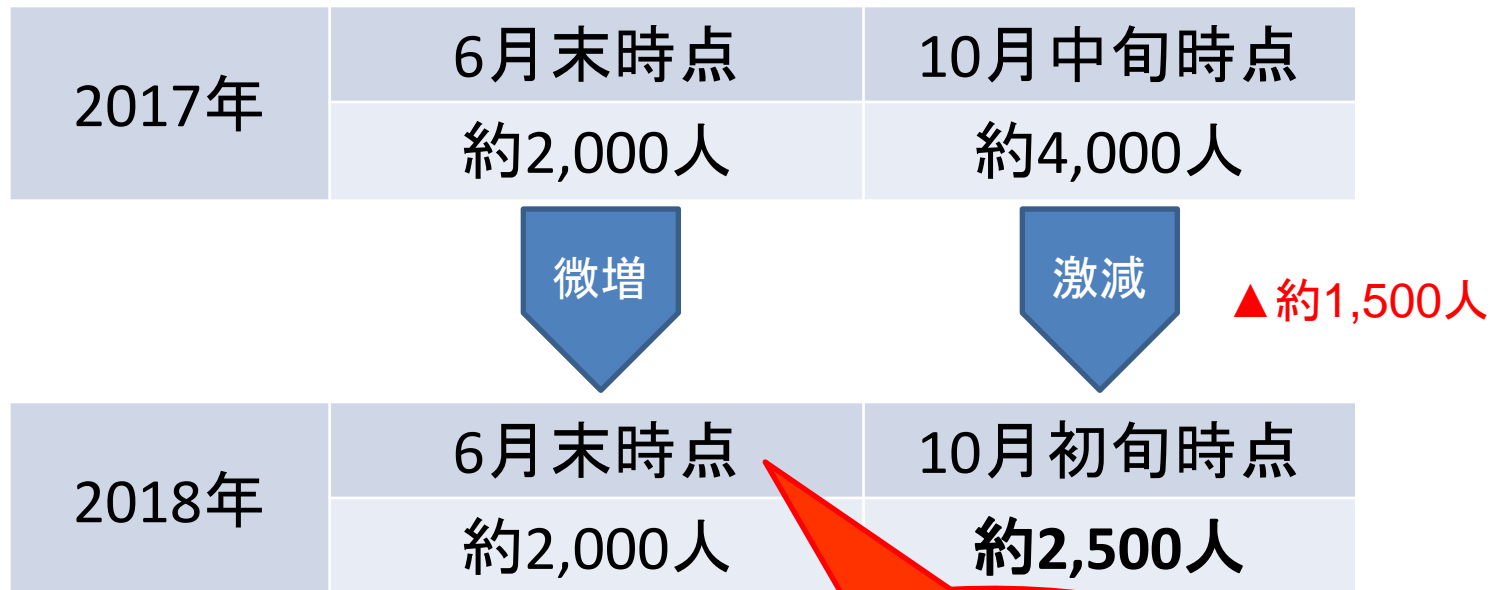 2017年
6月末時点
10月中旬時点
約2,000人
約4,000人
微増
激減
▲約1,500人
2018年
6月末時点
10月初旬時点
約2,000人
約2,500人